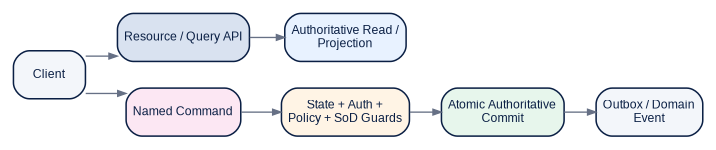 Client
Resource / Query API
Authoritative Read /
Projection
Named Command
State + Auth +
Policy + SoD Guards
Atomic Authoritative
Commit
Outbox / Domain
Event